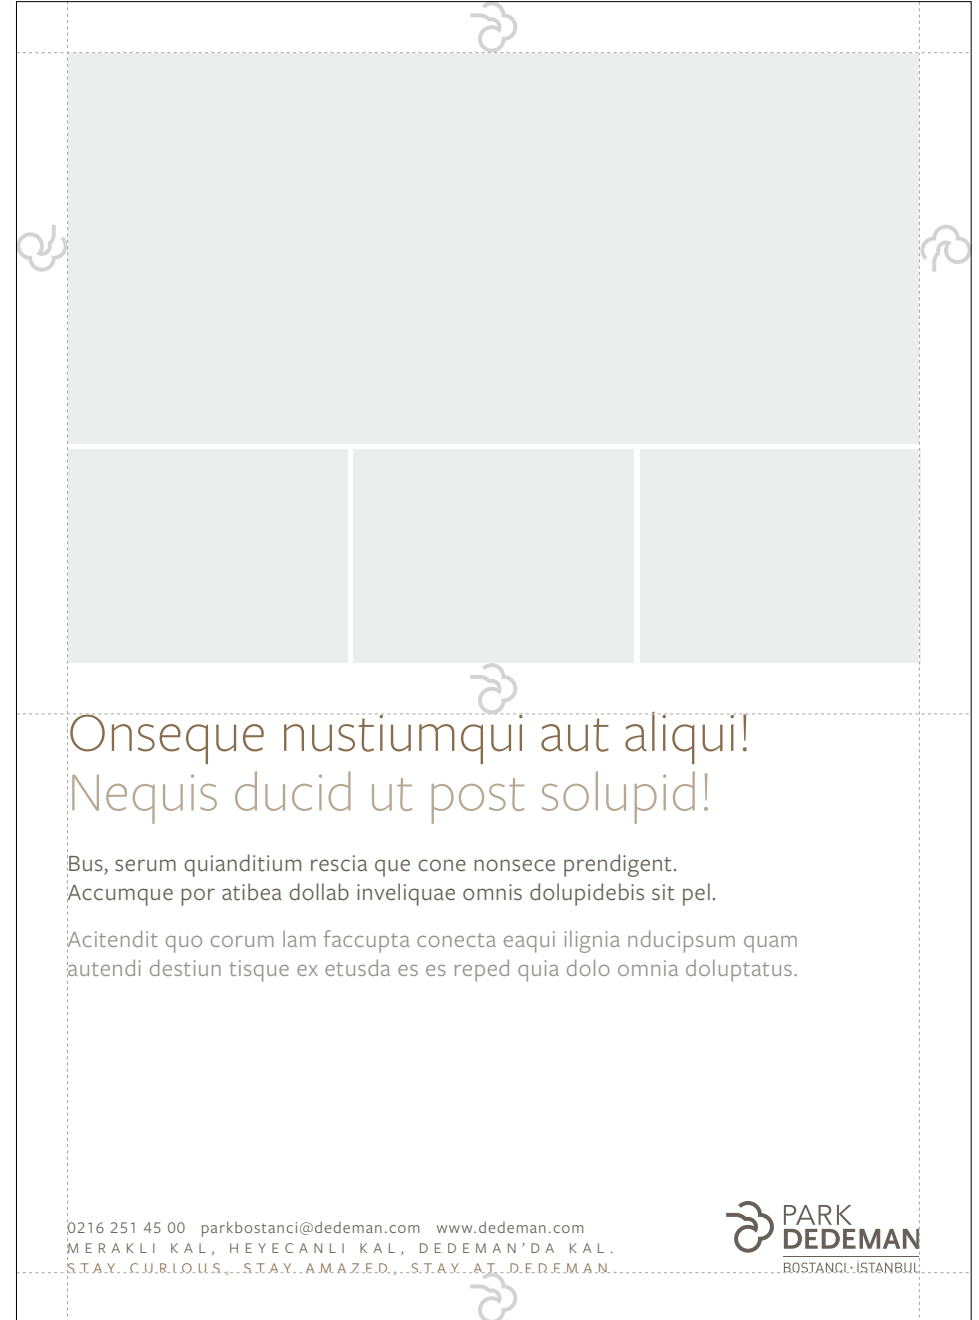 Onseque nustiumqui aut aliqui!
Nequis ducid ut post solupid!
Bus, serum quianditium rescia que cone nonsece prendigent.
Accumque por atibea dollab inveliquae omnis dolupidebis sit pel.
Acitendit quo corum lam faccupta conecta eaqui ilignia nducipsum quam
autendi destiun tisque ex etusda es es reped quia dolo omnia doluptatus.
0216 251 45 00 parkbostanci@dedeman.com www.dedeman.com
MERAKLI KAL, HEYECANLI KAL, DEDEMAN'DA KAL.
STAY CURIOUS, STAY AMAZED, STAY AT DEDEMAN.
PARK
DEDEMAN
BOSTANCI · İSTANBUL